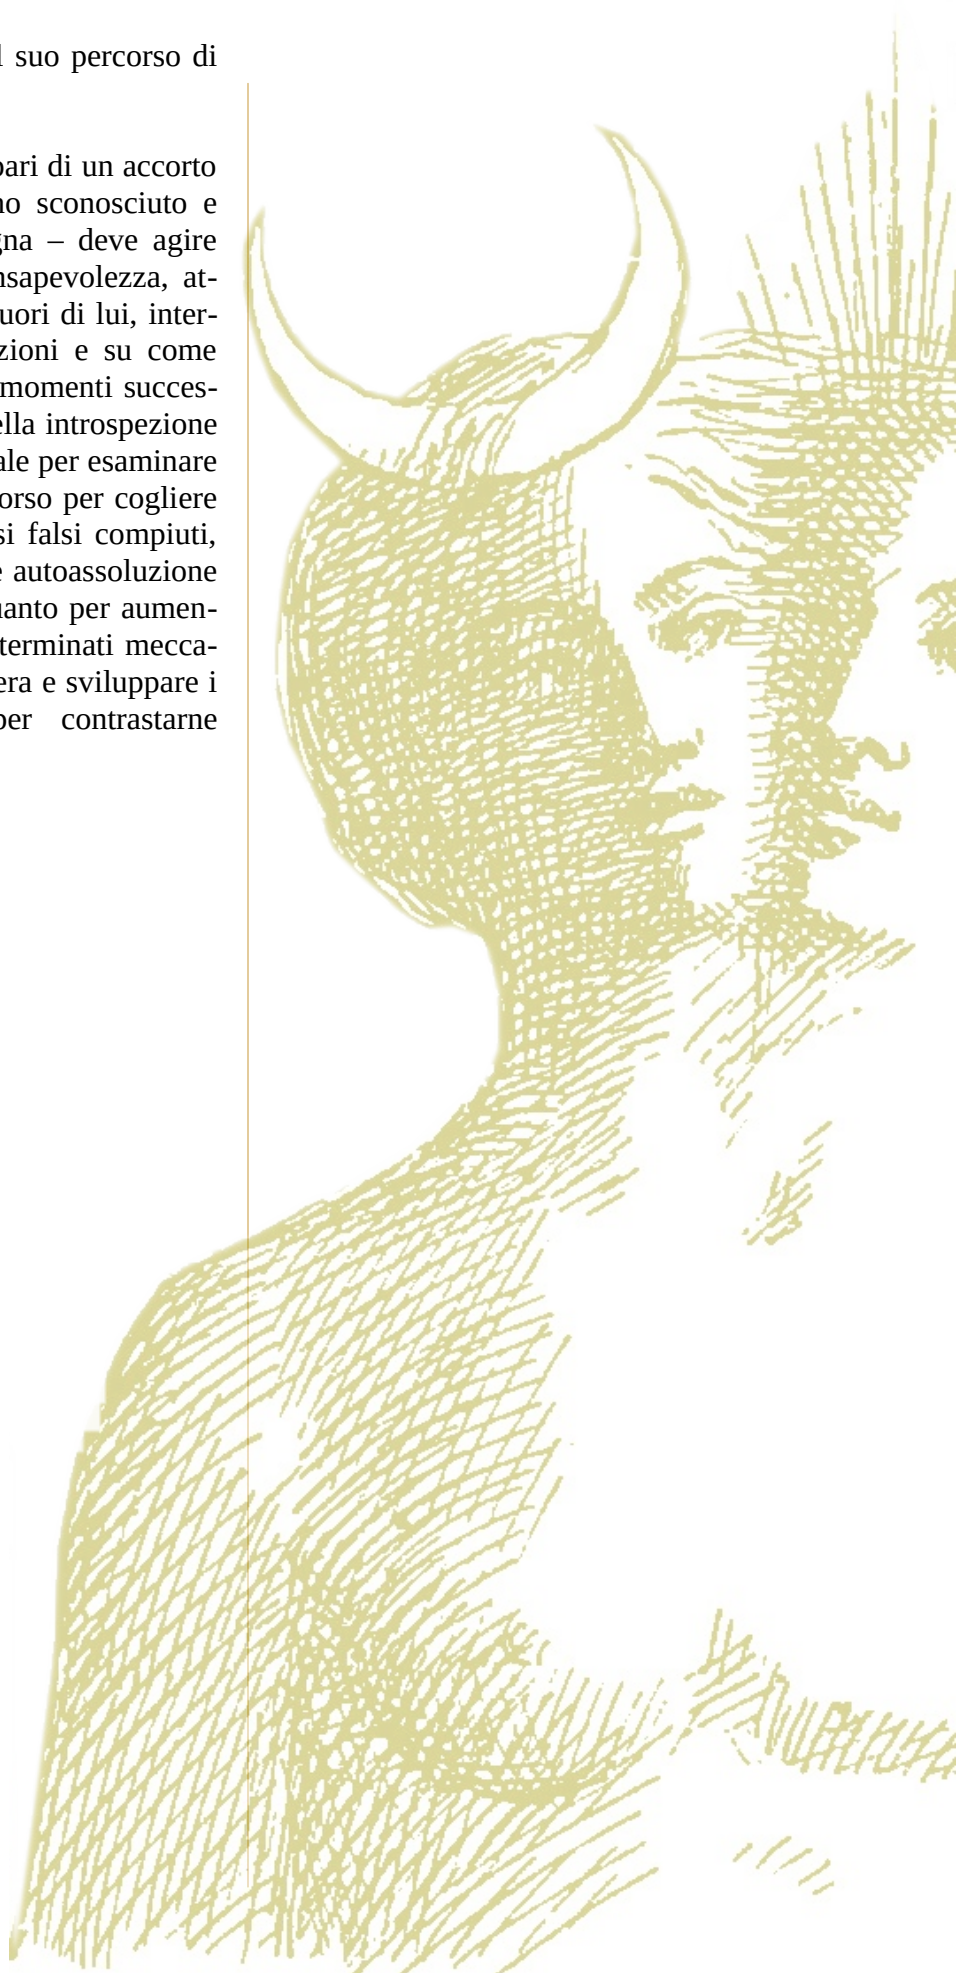 suo percorso di
pari di un accorto
no sconosciuto e
gna – deve agire
nsapevolezza, at-
uori di lui, inter-
zioni e su come
momenti succes-
ella introspezione
ale per esaminare
orso per cogliere
si falsi compiuti,
e autoassoluzione
uanto per aumen-
terminati mecca-
era e sviluppare i
per contrastarne